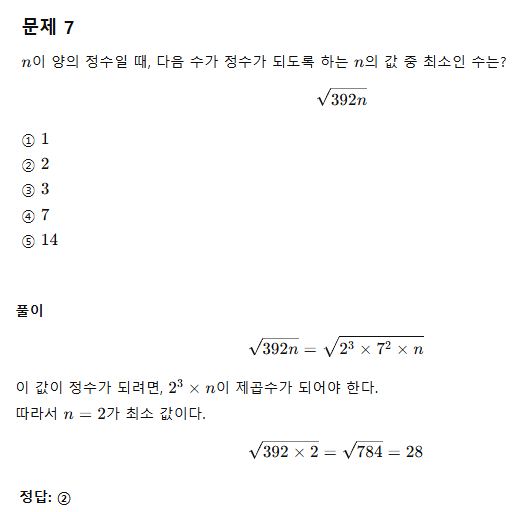 문제 7
n이 양의 정수일 때, 다음 수가 정수가 되도록 하는 n의 값 중 최소인 수는?
√392n
① 1
② 2
③ 3
④ 7
⑤ 14
풀이
√392n = √2³ × 7² × n
이 값이 정수가 되려면, 2³ × n이 제곱수가 되어야 한다.
따라서 n = 2가 최소 값이다.
√392 × 2 = √784 = 28
정답: ②